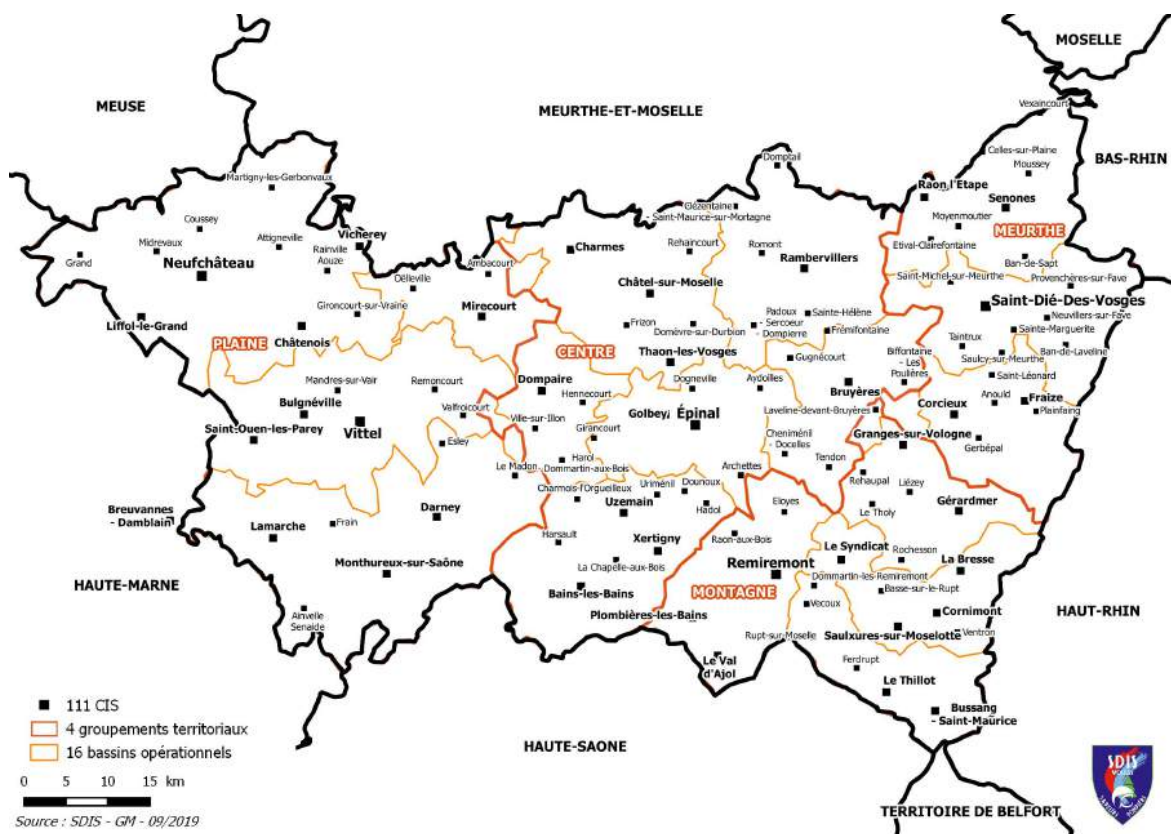 MOSELLE
MEUSE
MEURTHE-ET-MOSELLE
Vexaincourt
Celles-sur-Plaine
Moussey
BAS-RHIN
Domptail
Martigny-les-Gerbonvaux
Raon l'Etape
Senones
Clézentaine
- Saint-Maurice-sur-Mortagne
Moyenmoutier
MEURTHE
Coussey
Vicherey
Attigneville
Midrevaux
Grand
Rainville
Aouze
Neufchâteau
Charmes
Rehaincourt
Romont
Rambervillers
Etival-Clairefontaine
Ban-de-Sapt
Ambacourt
Oëlleville
Saint-Michel-sur-Meurthe
Provenchères-sur-Fave
Châtel-sur-Moselle
Saint-Dié-Des-Vosges
Gironcourt-sur-Vraine
Mirecourt
Liffol-le-Grand
PLAINE
Châtenois
Frizon
Domèvre-sur-Durbion
Padoux
- Sercoeur
- Dompierre
Sainte-Hélène
Frémifontaine
Neuvillers-sur-Fave
Sainte-Marguerite
Taintrux
Ban-de-Laveline
CENTRE
Thaon-les-Vosges
Gugnécourt
Biffontaine
- Les
Poulières
Saulcy-sur-Meurthe
Saint-Léonard
Mandres-sur-Vair
Remoncourt
Dompaire
Hennecourt
Dogneville
Aydoilles
Bruyères
Anould
Fraize
Plainfaing
Bulgnéville
Valfroicourt
Ville-sur-Illon
Golbey
Épinal
Laveline-devant-Bruyères
Corcieux
Vittel
Saint-Ouen-les-Parey
Esley
Girancourt
Cheniménil
- Docelles
Granges-sur-Vologne
Gerbépal
Harol
Le Madon
Dommartin-aux-Bois
Archettes
Tendon
Rehaupal
Liézey
Charmois-l'Orgueilleux
Uriménil
Dounoux
Eloyes
Le Tholy
Gérardmer
Breuvannes
- Damblain
Lamarche
Frain
Darney
Uzemain
Hadol
Harsault
Xertigny
Raon-aux-Bois
Le Syndicat
Rochesson
La Bresse
HAUTE-MARNE
Monthureux-sur-Saône
La Chapelle-aux-Bois
Remiremont
Dommartin-les-Remiremont
Basse-sur-le-Rupt
Bains-les-Bains
MONTAGNE
Vecoux
Cornimont
HAUT-RHIN
Ainvelle
Senaide
Plombières-les-Bains
Rupt-sur-Moselle
Saulxures-sur-Moselotte
Ventron
Le Val
d'Ajol
Ferdrupt
Le Thillot
Bussang
- Saint-Maurice
111 CIS
4 groupements territoriaux
16 bassins opérationnels
0 5 10 15 km
HAUTE-SAONE
TERRITOIRE DE BELFORT
Source : SDIS - GM - 09/2019
SDIS
VOSGES
SAPEURS POMPIERS